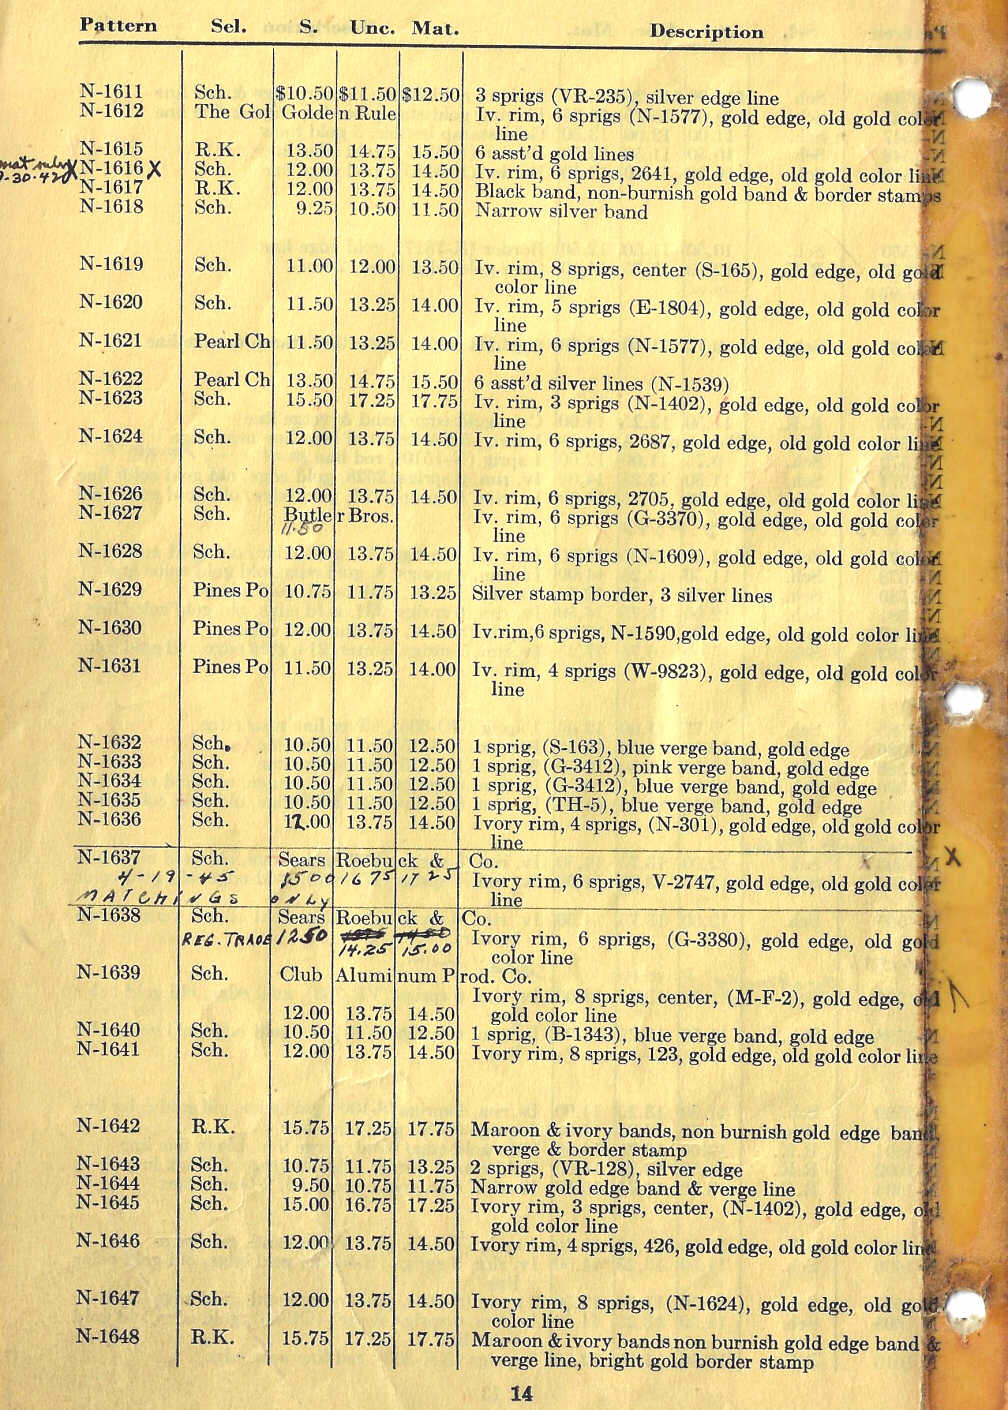 Pattern Sel. S. Unc. Mat. Description
N-1611 Sch. $10.50 $11.50 $12.50 3 sprigs (VR-235), silver edge line
N-1612 The Gol Golde n Rule Iv. rim, 6 sprigs (N-1577), gold edge, old gold color
line
N-1615 R.K. 13.50 14.75 15.50 6 asst'd gold lines
mat only X N-1616 X Sch. 12.00 13.75 14.50 Iv. rim, 6 sprigs, 2641, gold edge, old gold color line
9-30-42 N-1617 R.K. 12.00 13.75 14.50 Black band, non-burnish gold band & border stamps
N-1618 Sch. 9.25 10.50 11.50 Narrow silver band
N-1619 Sch. 11.00 12.00 13.50 Iv. rim, 8 sprigs, center (S-165), gold edge, old gold
color line
N-1620 Sch. 11.50 13.25 14.00 Iv. rim, 5 sprigs (E-1804), gold edge, old gold color
line
N-1621 Pearl Ch 11.50 13.25 14.00 Iv. rim, 6 sprigs (N-1577), gold edge, old gold color
line
N-1622 Pearl Ch 13.50 14.75 15.50 6 asst'd silver lines (N-1539)
N-1623 Sch. 15.50 17.25 17.75 Iv. rim, 3 sprigs (N-1402), gold edge, old gold color
line
N-1624 Sch. 12.00 13.75 14.50 Iv. rim, 6 sprigs, 2687, gold edge, old gold color line
N-1626 Sch. 12.00 13.75 14.50 Iv. rim, 6 sprigs, 2705, gold edge, old gold color line
N-1627 Sch. Butle r Bros. Iv. rim, 6 sprigs (G-3370), gold edge, old gold color
11.50 line
N-1628 Sch. 12.00 13.75 14.50 Iv. rim, 6 sprigs (N-1609), gold edge, old gold color
line
N-1629 Pines Po 10.75 11.75 13.25 Silver stamp border, 3 silver lines
N-1630 Pines Po 12.00 13.75 14.50 Iv.rim,6 sprigs, N-1590,gold edge, old gold color line
N-1631 Pines Po 11.50 13.25 14.00 Iv. rim, 4 sprigs (W-9823), gold edge, old gold color
line
N-1632 Sch. 10.50 11.50 12.50 1 sprig, (S-163), blue verge band, gold edge
N-1633 Sch. 10.50 11.50 12.50 1 sprig, (G-3412), pink verge band, gold edge
N-1634 Sch. 10.50 11.50 12.50 1 sprig, (G-3412), blue verge band, gold edge
N-1635 Sch. 10.50 11.50 12.50 1 sprig, (TH-5), blue verge band, gold edge
N-1636 Sch. 12.00 13.75 14.50 Ivory rim, 4 sprigs, (N-301), gold edge, old gold color
line
N-1637 Sch. Sears Roebu ck & Co. X
4-19-45 1500 1675 1725 Ivory rim, 6 sprigs, V-2747, gold edge, old gold color
MATCHINGS ONLY line
N-1638 Sch. Sears Roebu ck & Co.
REG. TRADE 1250 14.25 15.00 Ivory rim, 6 sprigs, (G-3380), gold edge, old gold
color line
N-1639 Sch. Club Alumi num P rod. Co.
Ivory rim, 8 sprigs, center, (M-F-2), gold edge, old
12.00 13.75 14.50 gold color line
N-1640 Sch. 10.50 11.50 12.50 1 sprig, (B-1343), blue verge band, gold edge
N-1641 Sch. 12.00 13.75 14.50 Ivory rim, 8 sprigs, 123, gold edge, old gold color line
N-1642 R.K. 15.75 17.25 17.75 Maroon & ivory bands, non burnish gold edge band,
verge & border stamp
N-1643 Sch. 10.75 11.75 13.25 2 sprigs, (VR-128), silver edge
N-1644 Sch. 9.50 10.75 11.75 Narrow gold edge band & verge line
N-1645 Sch. 15.00 16.75 17.25 Ivory rim, 3 sprigs, center, (N-1402), gold edge, old
gold color line
N-1646 Sch. 12.00 13.75 14.50 Ivory rim, 4 sprigs, 426, gold edge, old gold color line
N-1647 Sch. 12.00 13.75 14.50 Ivory rim, 8 sprigs, (N-1624), gold edge, old gold
color line
N-1648 R.K. 15.75 17.25 17.75 Maroon & ivory bands non burnish gold edge band &
verge line, bright gold border stamp
14